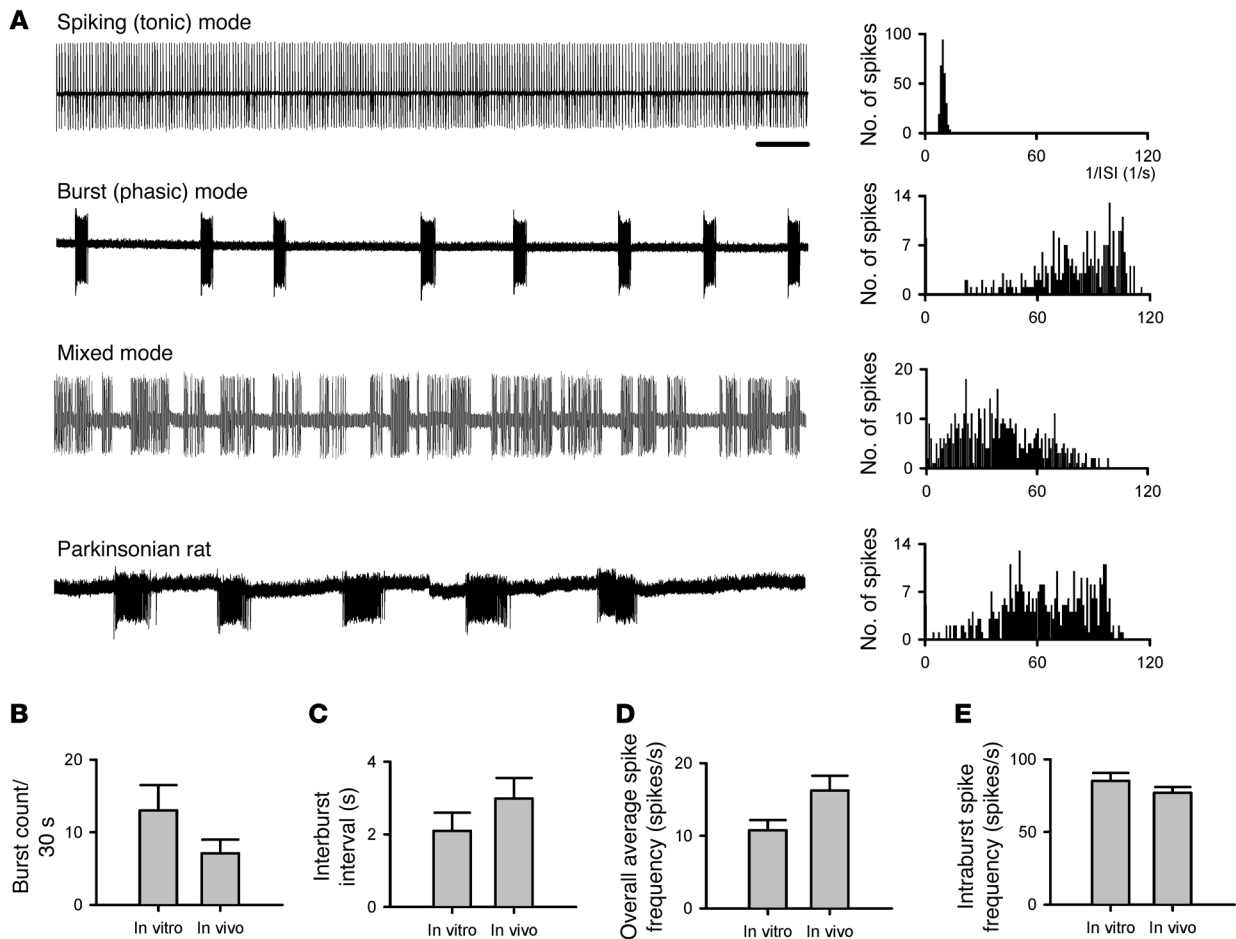 A
Spiking (tonic) mode
No. of spikes
100
50
0
0 60 120
1/ISI (1/s)
Burst (phasic) mode
No. of spikes
14
7
0
0 60 120
Mixed mode
No. of spikes
20
10
0
0 60 120
Parkinsonian rat
No. of spikes
14
7
0
0 60 120
B
Burst count/
30 s
20
10
0
In vitro In vivo
C
Interburst
interval (s)
4
2
0
In vitro In vivo
D
Overall average spike
frequency (spikes/s)
20
10
0
In vitro In vivo
E
Intraburst spike
frequency (spikes/s)
100
50
0
In vitro In vivo